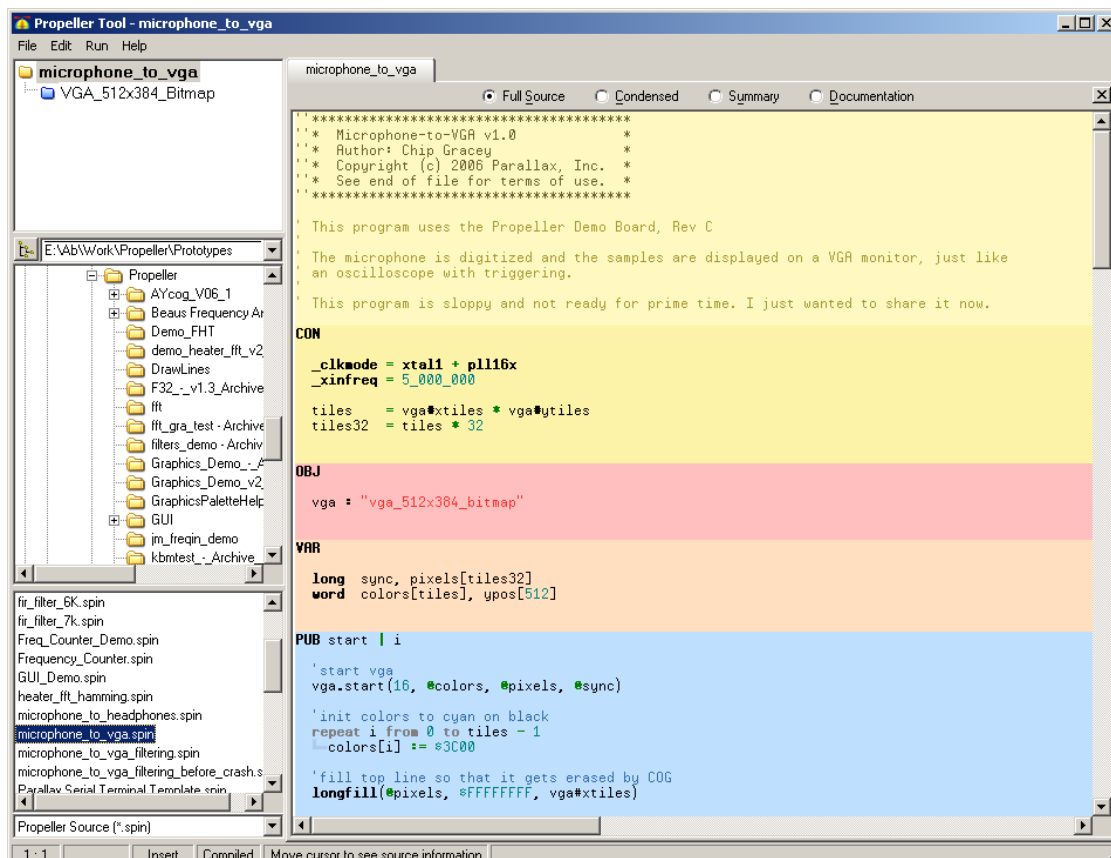 Propeller Tool - microphone_to_vga
File Edit Run Help
microphone_to_vga
VGA_512x384_Bitmap
E:\Ab\Work\Propeller\Prototypes
Propeller
AYcog_V06_1
Beaus Frequency Ar
Demo_FHT
demo_heater_fft_v2
DrawLines
F32_-_v1.3_Archive
fft
fft_gra_test - Archive
filters_demo - Archiv
Graphics_Demo_-_A
Graphics_Demo_v2
GraphicsPaletteHelp
GUI
jm_freqin_demo
kbmtest_-_Archive_
fir_filter_6K.spin
fir_filter_7k.spin
Freq_Counter_Demo.spin
Frequency_Counter.spin
GUI_Demo.spin
heater_fft_hamming.spin
microphone_to_headphones.spin
microphone_to_vga.spin
microphone_to_vga_filtering.spin
microphone_to_vga_filtering_before_crash.s
Parallax Serial Terminal Template.spin
Propeller Source (*.spin)
microphone_to_vga
Full Source Condensed Summary Documentation
''****************************************
''*  Microphone-to-VGA v1.0              *
''*  Author: Chip Gracey                 *
''*  Copyright (c) 2006 Parallax, Inc.   *
''*  See end of file for terms of use.   *
''****************************************
' This program uses the Propeller Demo Board, Rev C
'
' The microphone is digitized and the samples are displayed on a VGA monitor, just like
' an oscilloscope with triggering.
'
' This program is sloppy and not ready for prime time. I just wanted to share it now.
CON
_clkmode = xtal1 + pll16x
_xinfreq = 5_000_000
tiles    = vga#xtiles * vga#ytiles
tiles32  = tiles * 32
OBJ
vga : "vga_512x384_bitmap"
VAR
long  sync, pixels[tiles32]
word  colors[tiles], ypos[512]
PUB start | i
'start vga
vga.start(16, @colors, @pixels, @sync)
'init colors to cyan on black
repeat i from 0 to tiles - 1
colors[i] := $3C00
'fill top line so that it gets erased by COG
longfill(@pixels, $FFFFFFFF, vga#xtiles)
1 : 1 Insert Compiled Move cursor to see source information